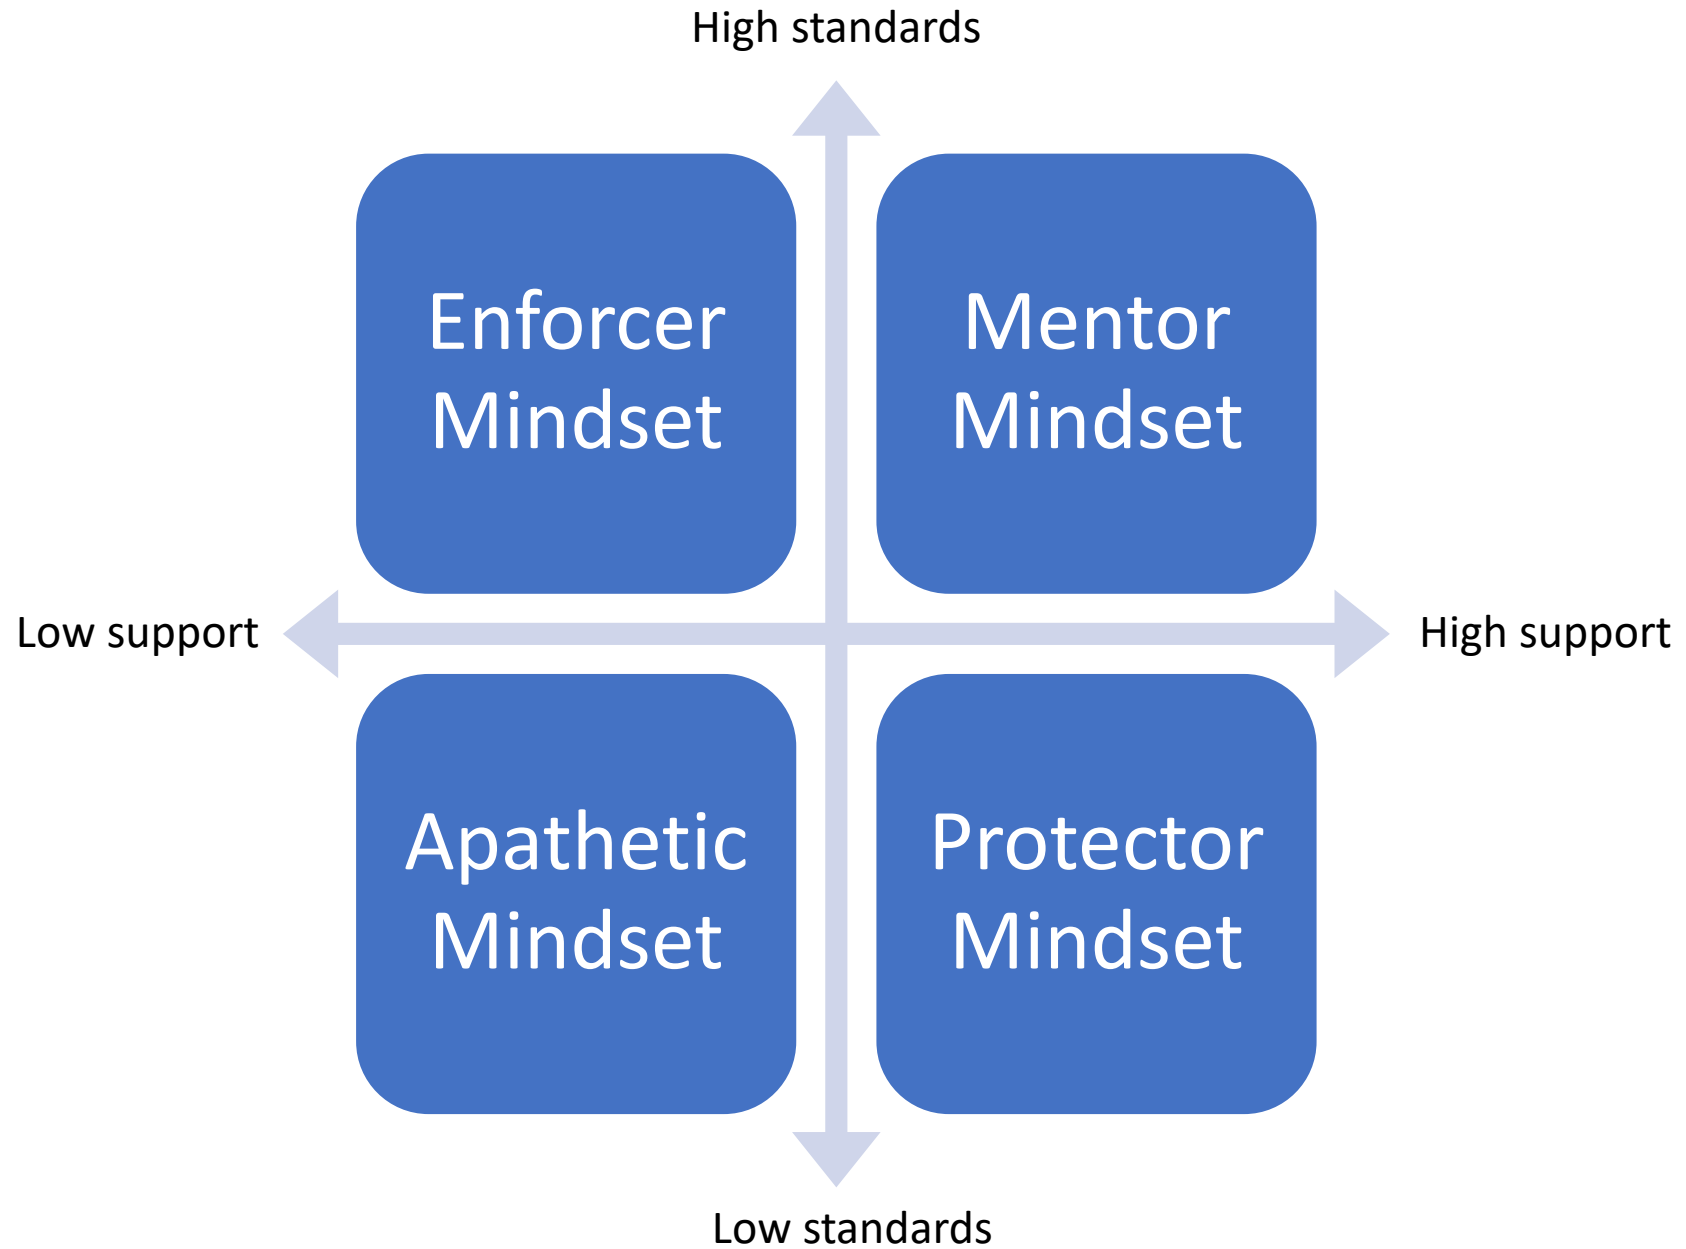 High standards
Enforcer
Mindset
Mentor
Mindset
Low support
High support
Apathetic
Mindset
Protector
Mindset
Low standards